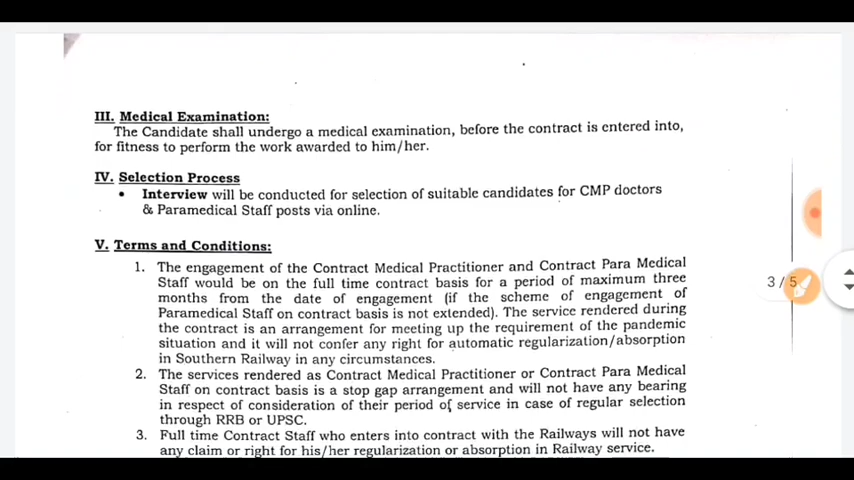 III. Medical Examination:
The Candidate shall undergo a medical examination, before the contract is entered into,
for fitness to perform the work awarded to him/her.
IV. Selection Process
• Interview will be conducted for selection of suitable candidates for CMP doctors
& Paramedical Staff posts via online.
V. Terms and Conditions:
1. The engagement of the Contract Medical Practitioner and Contract Para Medical
Staff would be on the full time contract basis for a period of maximum three
months from the date of engagement (if the scheme of engagement of
Paramedical Staff on contract basis is not extended). The service rendered during
the contract is an arrangement for meeting up the requirement of the pandemic
situation and it will not confer any right for automatic regularization/absorption
in Southern Railway in any circumstances.
3 / 5
2. The services rendered as Contract Medical Practitioner or Contract Para Medical
Staff on contract basis is a stop gap arrangement and will not have any bearing
in respect of consideration of their period of service in case of regular selection
through RRB or UPSC.
3. Full time Contract Staff who enters into contract with the Railways will not have
any claim or right for his/her regularization or absorption in Railway service.